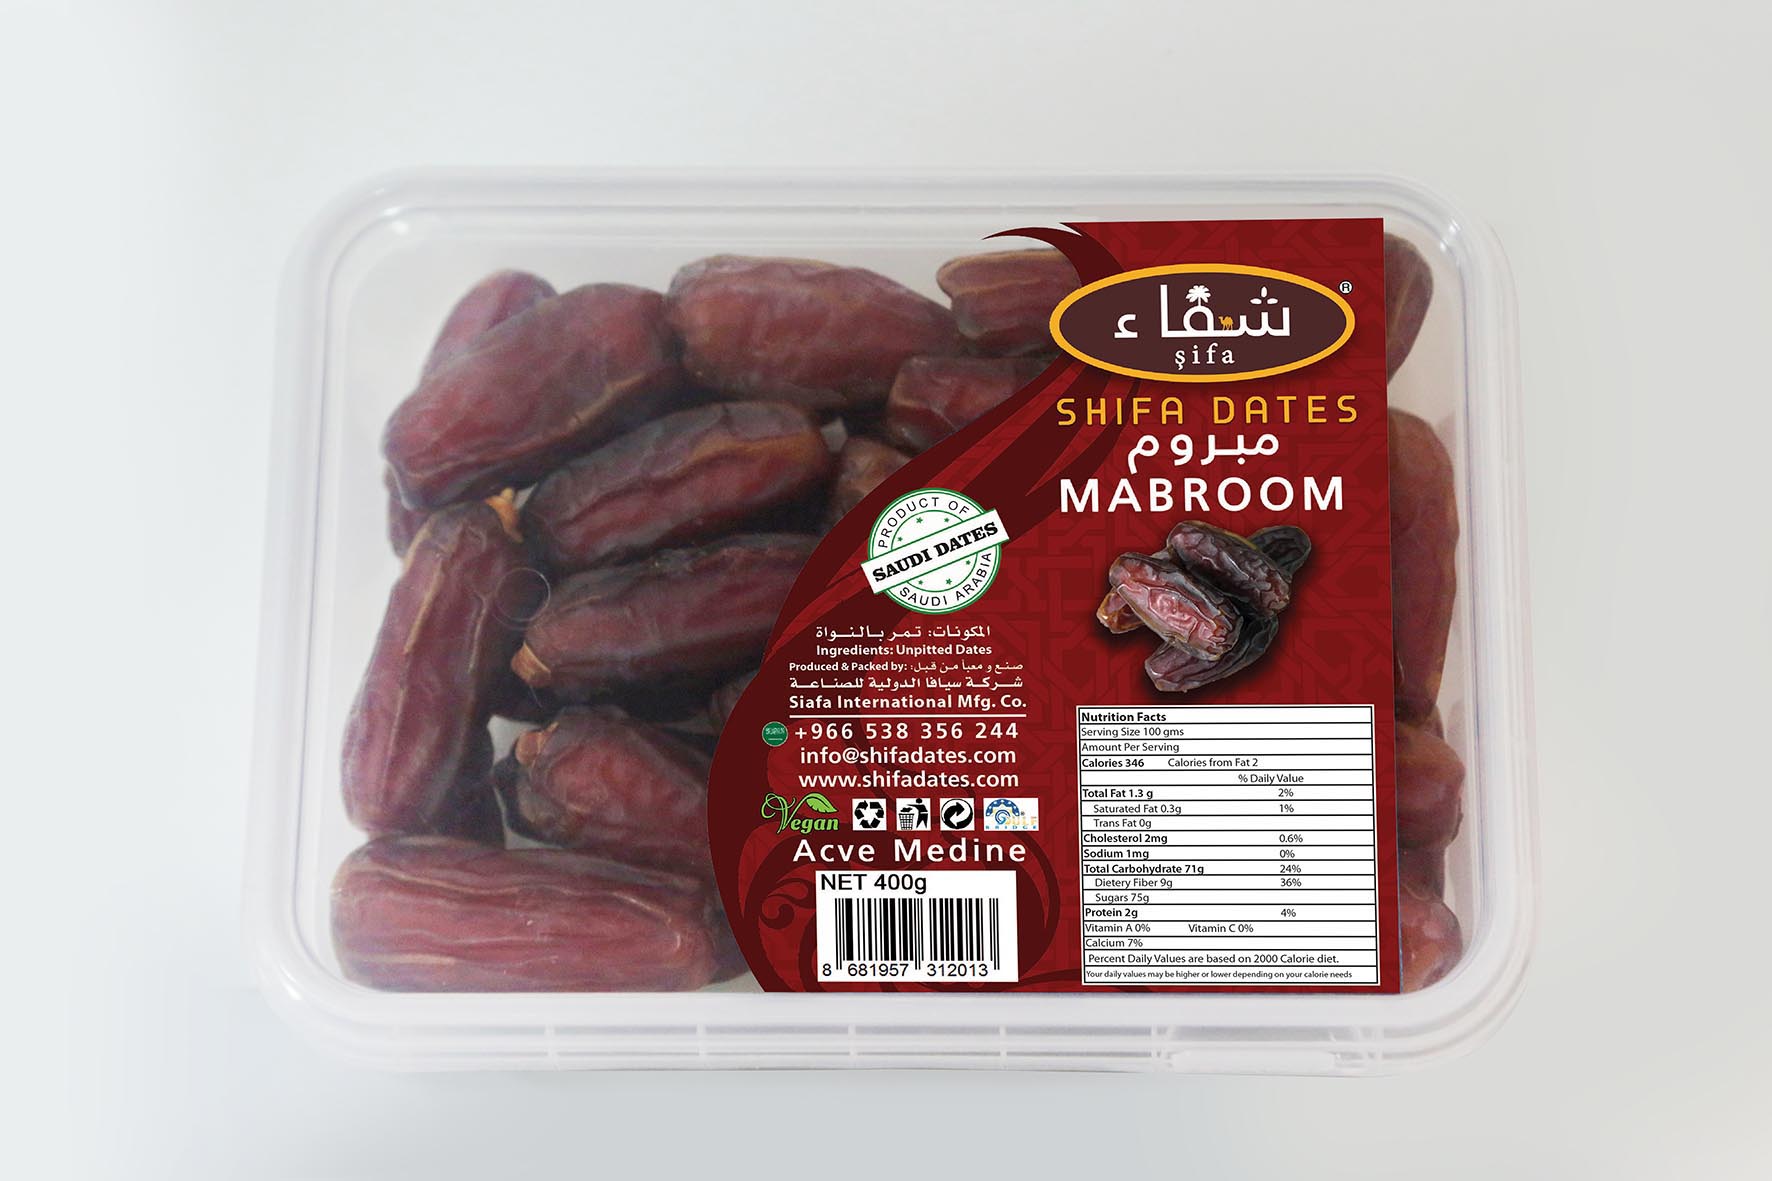 شفاء
®
şifa
SHIFA DATES
مبروم
MABROOM
PRODUCT OF
SAUDI DATES
SAUDI ARABIA
المكونات: تمر بالنواة
Ingredients: Unpitted Dates
Produced & Packed by: صنع و معبأ من قبل:
شركة سيافا الدولية للصناعة
Siafa International Mfg. Co.
+966 538 356 244
info@shifadates.com
www.shifadates.com
Vegan
GULF
BRIDGE
Acve Medine
NET 400g
8 681957 312013
Nutrition Facts
Serving Size 100 gms
Amount Per Serving
Calories 346 Calories from Fat 2
% Daily Value
Total Fat 1.3 g 2%
Saturated Fat 0.3g 1%
Trans Fat 0g
Cholesterol 2mg 0.6%
Sodium 1mg 0%
Total Carbohydrate 71g 24%
Dietery Fiber 9g 36%
Sugars 75g
Protein 2g 4%
Vitamin A 0% Vitamin C 0%
Calcium 7%
Percent Daily Values are based on 2000 Calorie diet.
Your daily values may be higher or lower depending on your calorie needs